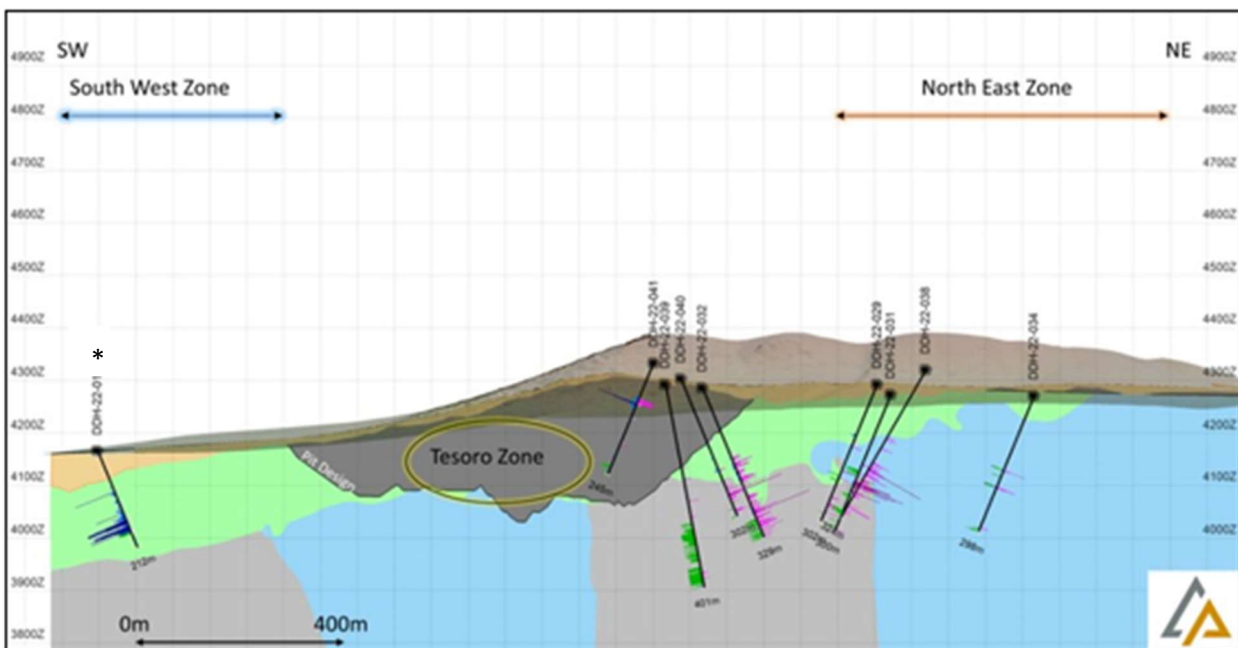 SW
NE
4900Z
4900Z
South West Zone
North East Zone
4800Z
4800Z
4700Z
4700Z
4600Z
4600Z
4500Z
4500Z
4400Z
4400Z
4300Z
4300Z
4200Z
4200Z
4100Z
4100Z
4000Z
4000Z
3900Z
3900Z
3800Z
3800Z
*
DDH-22-01
DDH-22-041
DDH-22-039
DDH-22-040
DDH-22-032
DDH-22-029
DDH-22-031
DDH-22-038
DDH-22-034
Pit Design
Tesoro Zone
212m
249m
302m
329m
401m
298m
0m
400m